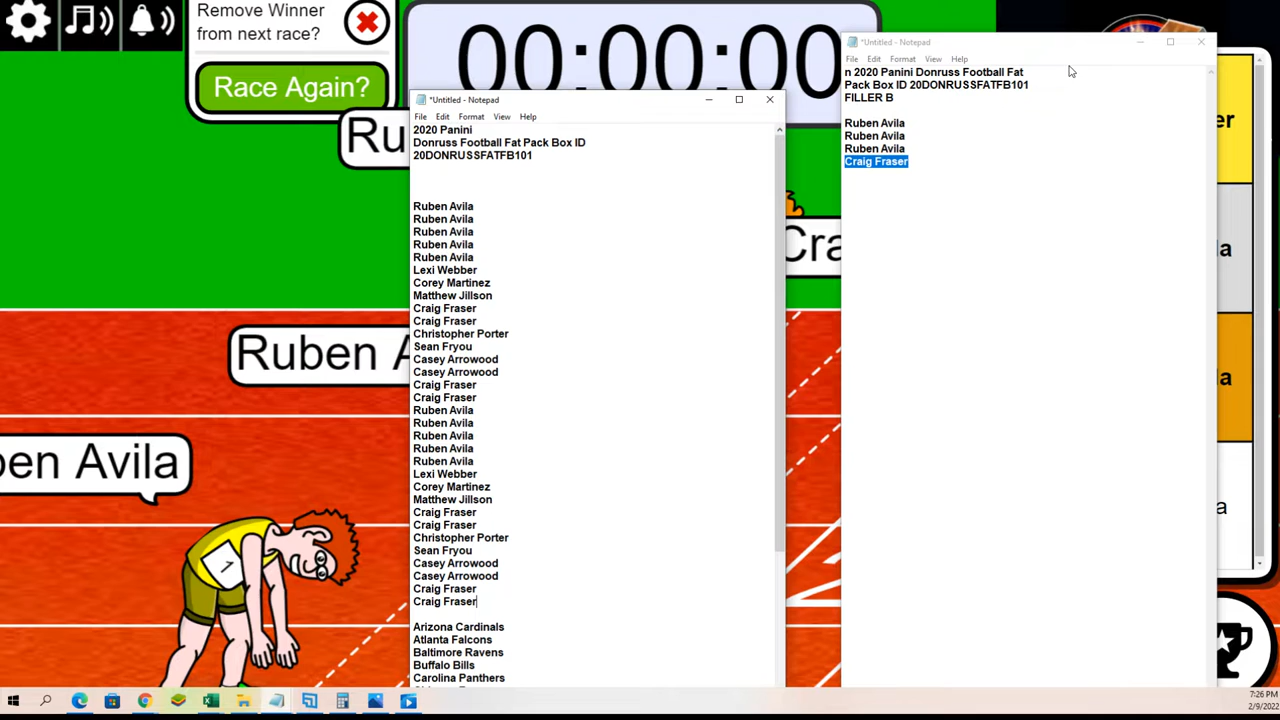 Remove Winner
from next race?
Race Again?
00:00:00
Ru
Ruben A
en Avila
1
Cra
*Untitled - Notepad
File Edit Format View Help
2020 Panini
Donruss Football Fat Pack Box ID
20DONRUSSFATFB101
Ruben Avila
Ruben Avila
Ruben Avila
Ruben Avila
Ruben Avila
Lexi Webber
Corey Martinez
Matthew Jillson
Craig Fraser
Craig Fraser
Christopher Porter
Sean Fryou
Casey Arrowood
Casey Arrowood
Craig Fraser
Craig Fraser
Ruben Avila
Ruben Avila
Ruben Avila
Ruben Avila
Ruben Avila
Lexi Webber
Corey Martinez
Matthew Jillson
Craig Fraser
Craig Fraser
Christopher Porter
Sean Fryou
Casey Arrowood
Casey Arrowood
Craig Fraser
Craig Fraser
Arizona Cardinals
Atlanta Falcons
Baltimore Ravens
Buffalo Bills
Carolina Panthers
*Untitled - Notepad
File Edit Format View Help
n 2020 Panini Donruss Football Fat
Pack Box ID 20DONRUSSFATFB101
FILLER B
Ruben Avila
Ruben Avila
Ruben Avila
Craig Fraser
er
a
la
a
7:26 PM
2/9/2022